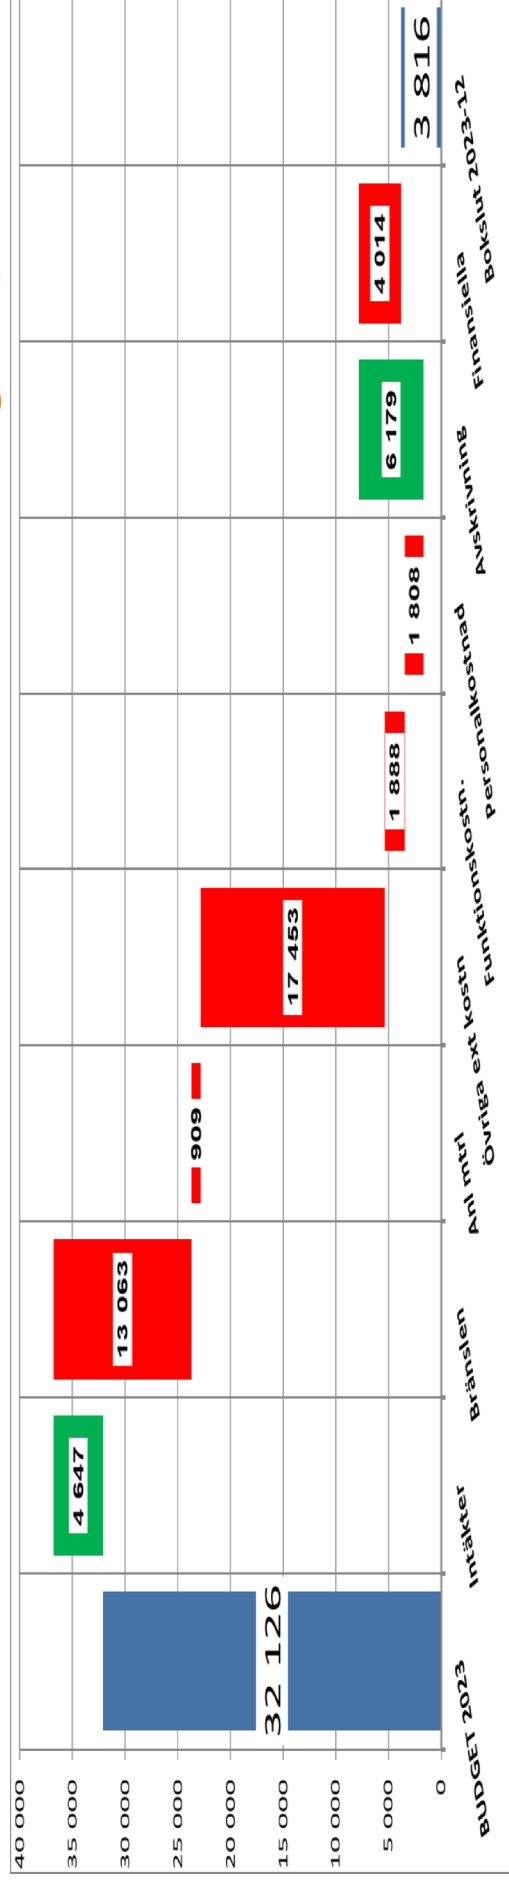 40 000
35 000
30 000
25 000
20 000
15 000
10 000
5 000
0
32 126
4 647
13 063
909
17 453
1 888
1 808
6 179
4 014
3 816
BUDGET 2023
Intäkter
Bränslen
Anl mtrl
Övriga ext kostn
Funktionskostn.
Personalkostnad
Avskrivning
Finansiella
Bokslut 2023-12